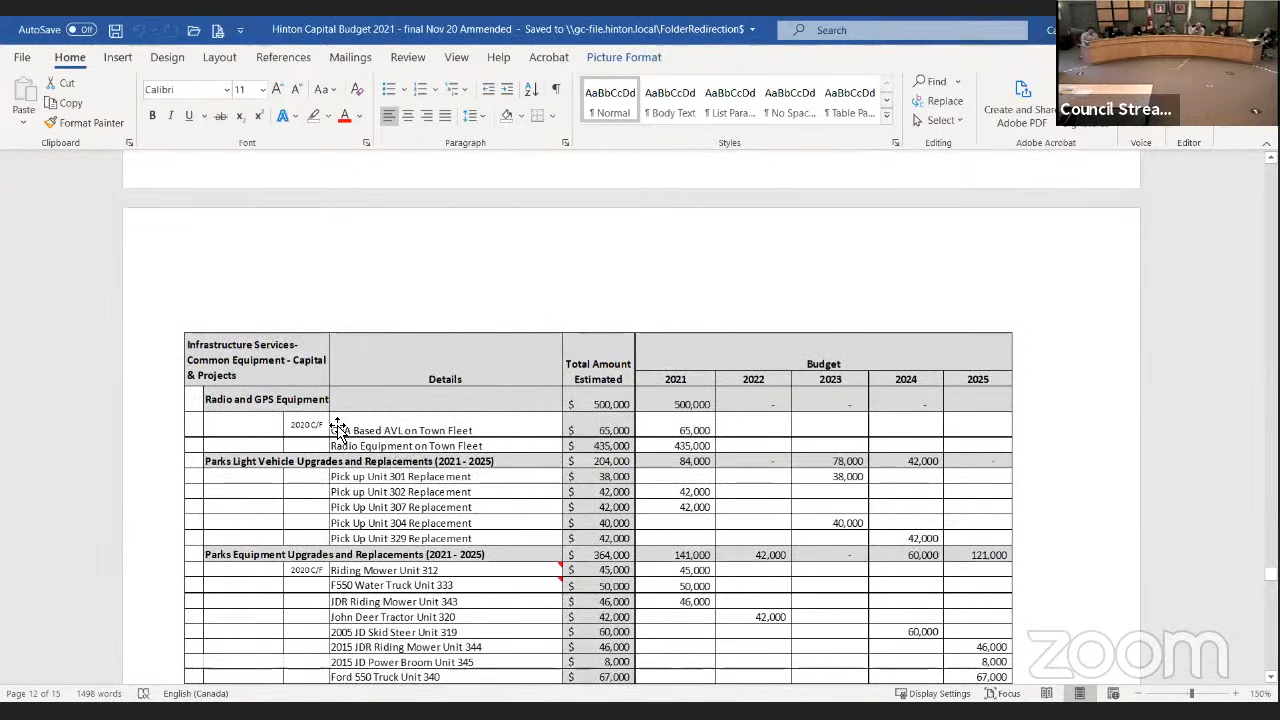 AutoSave Off Hinton Capital Budget 2021 - final Nov 20 Ammended - Saved to \\gc-file.hinton.local\FolderRedirection$ Search
File Home Insert Design Layout References Mailings Review View Help Acrobat Picture Format
Council Strea...
Paste Cut Copy Format Painter
Calibri 11 Aa
AaBbCcDd AaBbCcDd AaBbCcDd AaBbCcDd AaBbCcDd
¶ Normal ¶ Body Text ¶ List Para... ¶ No Spac... ¶ Table Pa...
Find Replace Select
Create and Share
Adobe PDF
Clipboard Font Paragraph Styles Editing Adobe Acrobat Voice Editor
Infrastructure Services-
Common Equipment - Capital
& Projects
Details
Total Amount
Estimated
Budget
2021 2022 2023 2024 2025
Radio and GPS Equipment $ 500,000 500,000 - - -
2020 C/F A Based AVL on Town Fleet $ 65,000 65,000
Radio Equipment on Town Fleet $ 435,000 435,000
Parks Light Vehicle Upgrades and Replacements (2021 - 2025) $ 204,000 84,000 - 78,000 42,000 -
Pick up Unit 301 Replacement $ 38,000 38,000
Pick up Unit 302 Replacement $ 42,000 42,000
Pick Up Unit 307 Replacement $ 42,000 42,000
Pick Up Unit 304 Replacement $ 40,000 40,000
Pick Up Unit 329 Replacement $ 42,000 42,000
Parks Equipment Upgrades and Replacements (2021 - 2025) $ 364,000 141,000 42,000 - 60,000 121,000
2020 C/F Riding Mower Unit 312 $ 45,000 45,000
F550 Water Truck Unit 333 $ 50,000 50,000
JDR Riding Mower Unit 343 $ 46,000 46,000
John Deer Tractor Unit 320 $ 42,000 42,000
2005 JD Skid Steer Unit 319 $ 60,000 60,000
2015 JDR Riding Mower Unit 344 $ 46,000 46,000
2015 JD Power Broom Unit 345 $ 8,000 8,000
Ford 550 Truck Unit 340 $ 67,000 67,000
zoom
Page 12 of 15 1498 words English (Canada) Display Settings Focus 150%